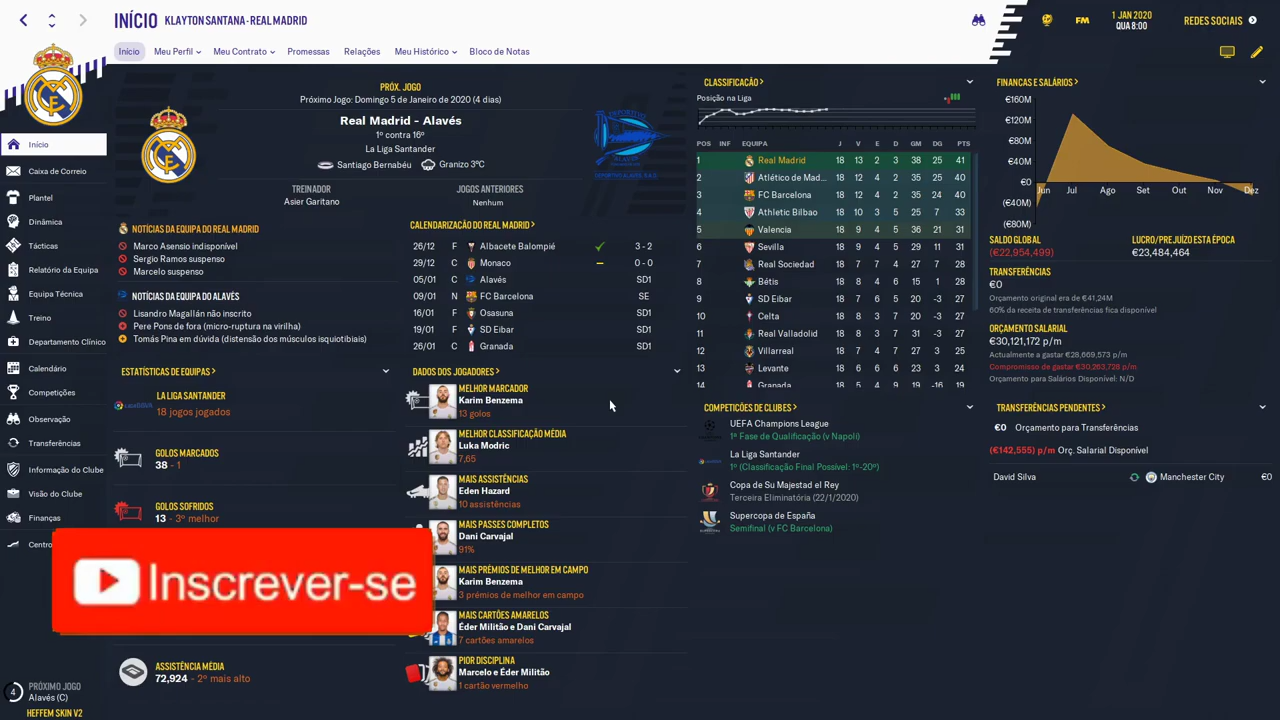 INÍCIO KLAYTON SANTANA - REAL MADRID
FM
1 JAN 2020
QUA 8:00
REDES SOCIAIS
Início Meu Perfil Meu Contrato Promessas Relações Meu Histórico Bloco de Notas
Início
Caixa de Correio
Plantel
Dinâmica
Tácticas
Relatório da Equipa
Equipa Técnica
Treino
Departamento Clínico
Calendário
Competições
Observação
Transferências
Informação do Clube
Visão do Clube
Finanças
Centro
4 PRÓXIMO JOGO
Alavés (C)
HEFFEM SKIN V2
PRÓX. JOGO
Próximo Jogo: Domingo 5 de Janeiro de 2020 (4 dias)
Real Madrid - Alavés
1º contra 16º
La Liga Santander
Santiago Bernabéu Granizo 3ºC
TREINADOR
Asier Garitano
JOGOS ANTERIORES
Nenhum
NOTÍCIAS DA EQUIPA DO REAL MADRID
Marco Asensio indisponível
Sergio Ramos suspenso
Marcelo suspenso
NOTÍCIAS DA EQUIPA DO ALAVÉS
Lisandro Magallán não inscrito
Pere Pons de fora (micro-ruptura na virilha)
Tomás Pina em dúvida (distensão dos músculos isquiotibiais)
CALENDARIZAÇÃO DO REAL MADRID >
26/12 F Albacete Balompié 3 - 2
29/12 C Monaco 0 - 0
05/01 C Alavés SD1
09/01 N FC Barcelona SE
16/01 F Osasuna SD1
19/01 F SD Eibar SD1
26/01 C Granada SD1
ESTATÍSTICAS DE EQUIPAS >
LA LIGA SANTANDER
18 jogos jogados
GOLOS MARCADOS
38 - 1
GOLOS SOFRIDOS
13 - 3º melhor
Inscrever-se
ASSISTÊNCIA MÉDIA
72,924 - 2º mais alto
DADOS DOS JOGADORES >
MELHOR MARCADOR
Karim Benzema
13 golos
MELHOR CLASSIFICAÇÃO MÉDIA
Luka Modric
7,65
MAIS ASSISTÊNCIAS
Eden Hazard
10 assistências
MAIS PASSES COMPLETOS
Dani Carvajal
91%
MAIS PRÉMIOS DE MELHOR EM CAMPO
Karim Benzema
3 prémios de melhor em campo
MAIS CARTÕES AMARELOS
Éder Militão e Dani Carvajal
7 cartões amarelos
PIOR DISCIPLINA
Marcelo e Éder Militão
1 cartão vermelho
CLASSIFICAÇÃO >
Posição na Liga
POS INF EQUIPA J V E D GM DG PTS
1 Real Madrid 18 13 2 3 38 25 41
2 Atlético de Mad... 18 12 4 2 35 25 40
3 FC Barcelona 18 12 4 2 35 24 40
4 Athletic Bilbao 18 10 3 5 25 7 33
5 Valencia 18 9 4 5 36 21 31
6 Sevilla 18 9 4 5 24 3 31
7 Real Sociedad 18 7 7 4 27 7 28
8 Bétis 18 8 4 6 15 1 28
9 SD Eibar 18 7 6 5 20 -3 27
10 Celta 18 8 3 7 20 -3 27
11 Real Valladolid 18 8 3 7 31 -3 27
12 Villarreal 18 7 4 7 27 3 25
13 Levante 18 6 6 6 23 3 24
14 Granada 18 5 4 9 24 -16 19
COMPETIÇÕES DE CLUBES >
UEFA Champions League
1ª Fase de Qualificação (v Napoli)
La Liga Santander
1º (Classificação Final Possível: 1º-20º)
Copa de Su Majestad el Rey
Terceira Eliminatória (22/1/2020)
Supercopa de España
Semifinal (v FC Barcelona)
FINANÇAS E SALÁRIOS >
€160M
€120M
€80M
€40M
€0
(€40M)
(€80M)
Jun Jul Ago Set Out Nov Dez
SALDO GLOBAL
(€22,954,499)
LUCRO/PREJUÍZO ESTA ÉPOCA
€23,484,464
TRANSFERÊNCIAS
€0
Orçamento original era de €41,24M
60% da receita de transferências fica disponível
ORÇAMENTO SALARIAL
€30,121,172 p/m
Actualmente a gastar €28,669,573 p/m
Compromisso de gastar €30,263,728 p/m
Orçamento para Salários Disponível: N/D
TRANSFERÊNCIAS PENDENTES >
€0 Orçamento para Transferências
(€142,555) p/m Orç. Salarial Disponível
David Silva Manchester City €0